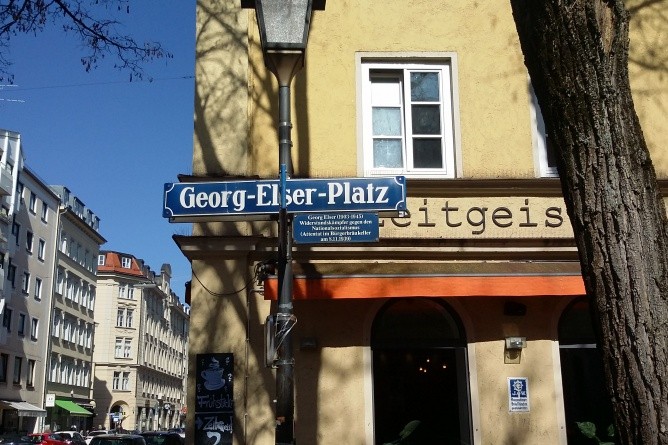 Georg-Elser-Platz
Georg Elser (1903-1945)
Widerstandskämpfer gegen den
Nationalsozialismus
(Attentat im Bürgerbräukeller
am 8.11.1939)
eitgeis
Frühstück